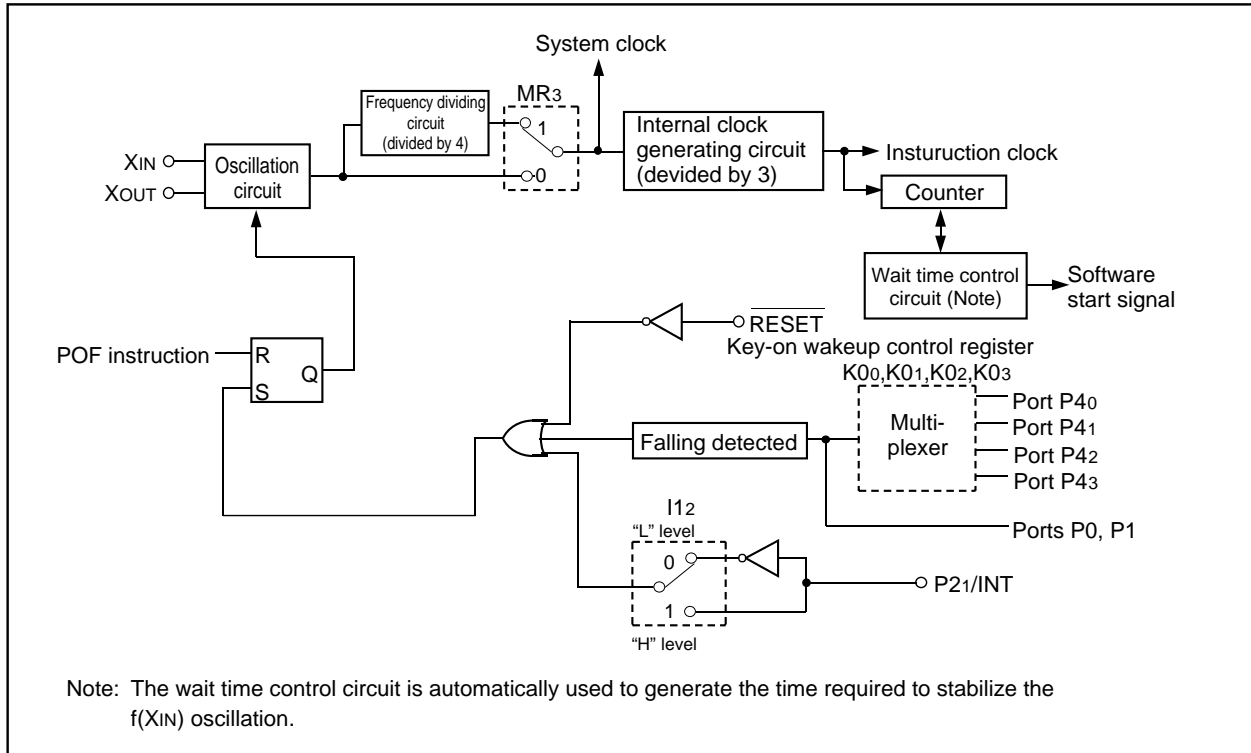 System clock
Frequency dividing
circuit
(divided by 4)
MR3
1
0
XIN
XOUT
Oscillation
circuit
Internal clock
generating circuit
(devided by 3)
Insturuction clock
Counter
Wait time control
circuit (Note)
Software
start signal
RESET
POF instruction
R
S
Q
Key-on wakeup control register
K00,K01,K02,K03
Multi-
plexer
Port P40
Port P41
Port P42
Port P43
Falling detected
Ports P0, P1
I12
“L” level
0
1
“H” level
P21/INT
Note: The wait time control circuit is automatically used to generate the time required to stabilize the
f(XIN) oscillation.